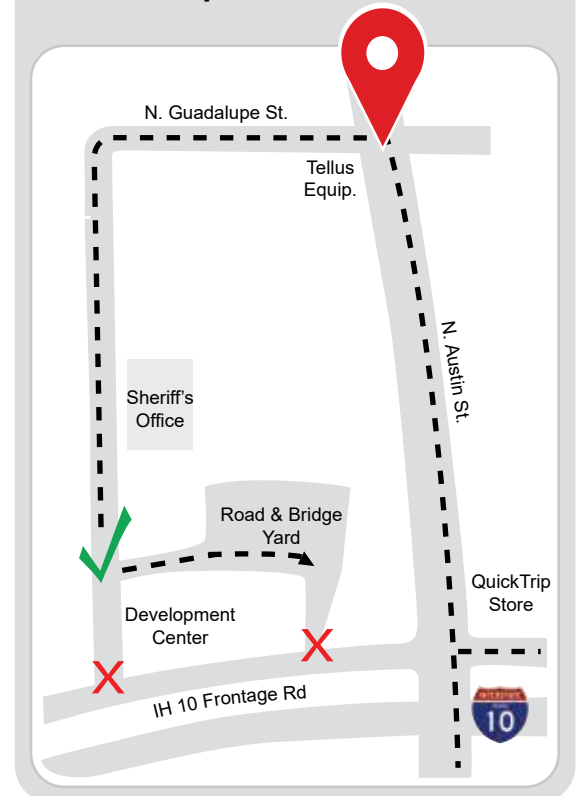 N. Guadalupe St.
Tellus
Equip.
N. Austin St.
Sheriff's
Office
Road & Bridge
Yard
QuickTrip
Store
Development
Center
X
X
IH 10 Frontage Rd
INTERSTATE
10